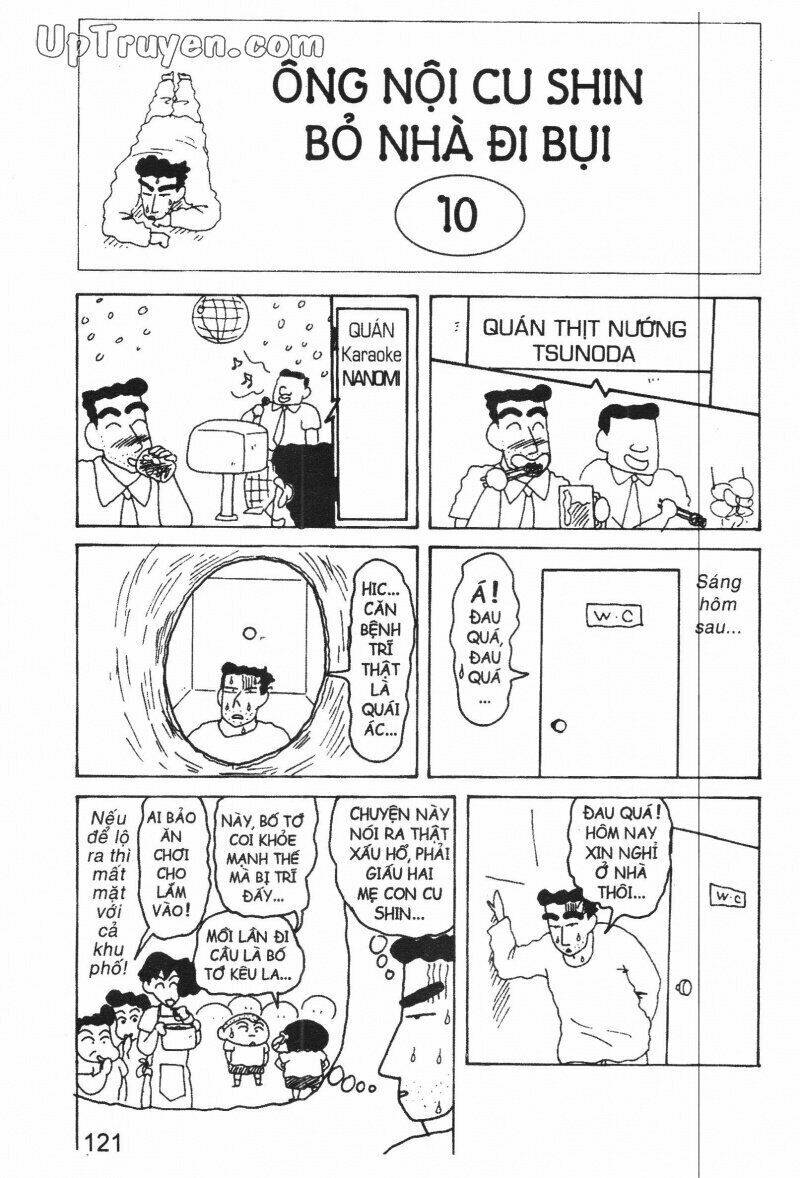 UpTruyen.com
ÔNG NỘI CU SHIN
BỎ NHÀ ĐI BỤI
10
QUÁN THỊT NƯỚNG
TSUNODA
QUÁN
Karaoke
NANOMI
Sáng
hôm
sau...
W.C
Á!
ĐAU
QUÁ,
ĐAU
QUÁ
...
HIC...
CĂN
BỆNH
TRĨ
THẬT
LÀ
QUÁI
ÁC...
ĐAU QUÁ!
HÔM NAY
XIN NGHỈ
Ở NHÀ
THÔI...
W.C
CHUYỆN NÀY
NÓI RA THẬT
XẤU HỔ, PHẢI
GIẤU HAI
MẸ CON CU
SHIN...
NÀY, BỐ TỚ
COI KHỎE
MẠNH THẾ
MÀ BỊ TRĨ
ĐẤY...
MỖI LẦN ĐI
CẦU LÀ BỐ
TỚ KÊU LA...
AI BẢO
ĂN
CHƠI
CHO
LẮM
VÀO!
Nếu
để lộ
ra thì
mất
mặt
với
cả
khu
phố!
121